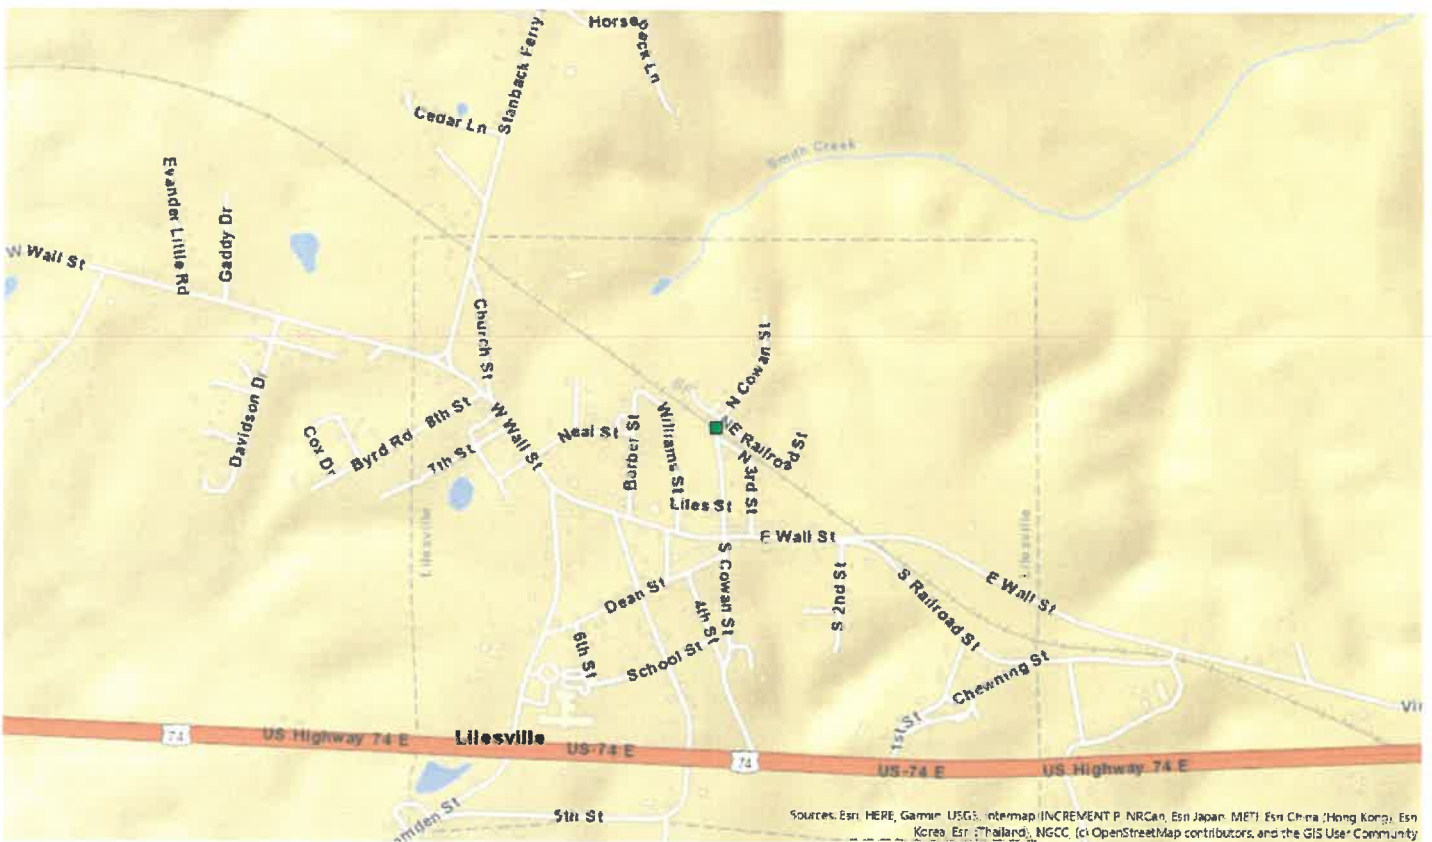 Horseback Ln
Stanback Ferry
Cedar Ln
Smith Creek
Evander Little Rd
Gaddy Dr
W Wall St
Church St
N Cowan St
Davidson Dr
8th St
Byrd Rd
Cox Dr
7th St
W Wall St
Neal St
Barber St
Williams St
NE Railroad St
N 3rd St
Liles St
Lilesville
Lilesville
E Wall St
S Cowan St
Dean St
4th St
S 2nd St
S Railroad St
E Wall St
6th St
School St
Chewning St
1st St
74
US Highway 74 E
Lilesville
US-74 E
74
US-74 E
US Highway 74 E
5th St
amden St
Sources: Esri, HERE, Garmin, USGS, Intermap, INCREMENT P, NRCan, Esri Japan, METI, Esri China (Hong Kong), Esri
Korea, Esri (Thailand), NGCC, (c) OpenStreetMap contributors, and the GIS User Community